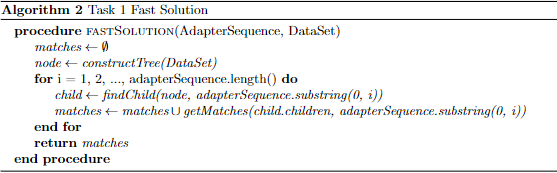 Algorithm 2 Task 1 Fast Solution
procedure FASTSOLUTION(AdapterSequence, DataSet)
matches ← ∅
node ← constructTree(DataSet)
for i = 1, 2, ..., adapterSequence.length() do
child ← findChild(node, adapterSequence.substring(0, i))
matches ← matches ∪ getMatches(child.children, adapterSequence.substring(0, i))
end for
return matches
end procedure